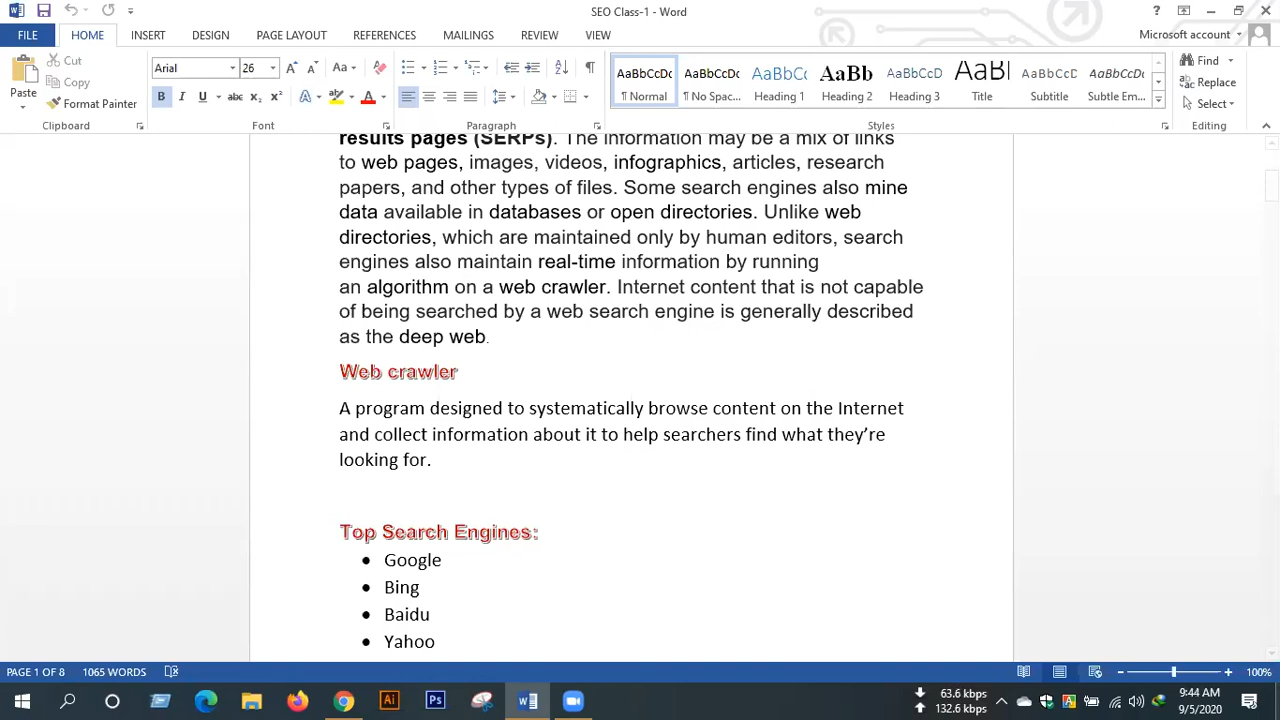 SEO Class-1 - Word
FILE HOME INSERT DESIGN PAGE LAYOUT REFERENCES MAILINGS REVIEW VIEW Microsoft account
Paste Cut Copy Format Painter
Arial 26
AaBbCcDc AaBbCcDc AaBbCc AaBb AaBbCcD AaBl AaBbCcD AaBbCcDc
¶ Normal ¶ No Spac... Heading 1 Heading 2 Heading 3 Title Subtitle Subtle Em...
Find Replace Select
Clipboard Font Paragraph Styles Editing
results pages (SERPs). The information may be a mix of links
to web pages, images, videos, infographics, articles, research
papers, and other types of files. Some search engines also mine
data available in databases or open directories. Unlike web
directories, which are maintained only by human editors, search
engines also maintain real-time information by running
an algorithm on a web crawler. Internet content that is not capable
of being searched by a web search engine is generally described
as the deep web.
Web crawler
A program designed to systematically browse content on the Internet
and collect information about it to help searchers find what they’re
looking for.
Top Search Engines:
• Google
• Bing
• Baidu
• Yahoo
PAGE 1 OF 8 1065 WORDS 100%
63.6 kbps 9:44 AM
132.6 kbps 9/5/2020